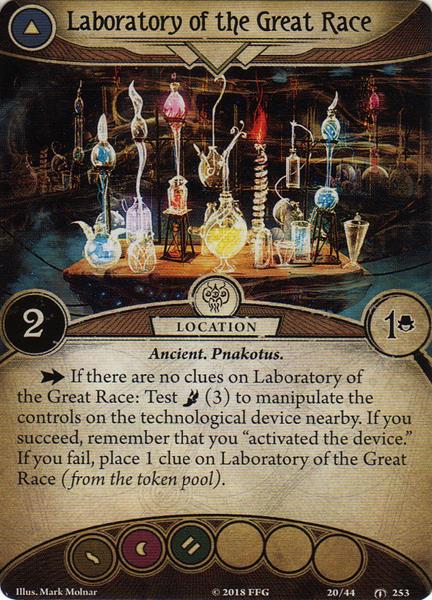 Laboratory of the Great Race
2
LOCATION
1
Ancient. Pnakotus.
If there are no clues on Laboratory of
the Great Race: Test (3) to manipulate the
controls on the technological device nearby. If you
succeed, remember that you “activated the device.”
If you fail, place 1 clue on Laboratory of the Great
Race (from the token pool).
Illus. Mark Molnar
© 2018 FFG
20/44
253